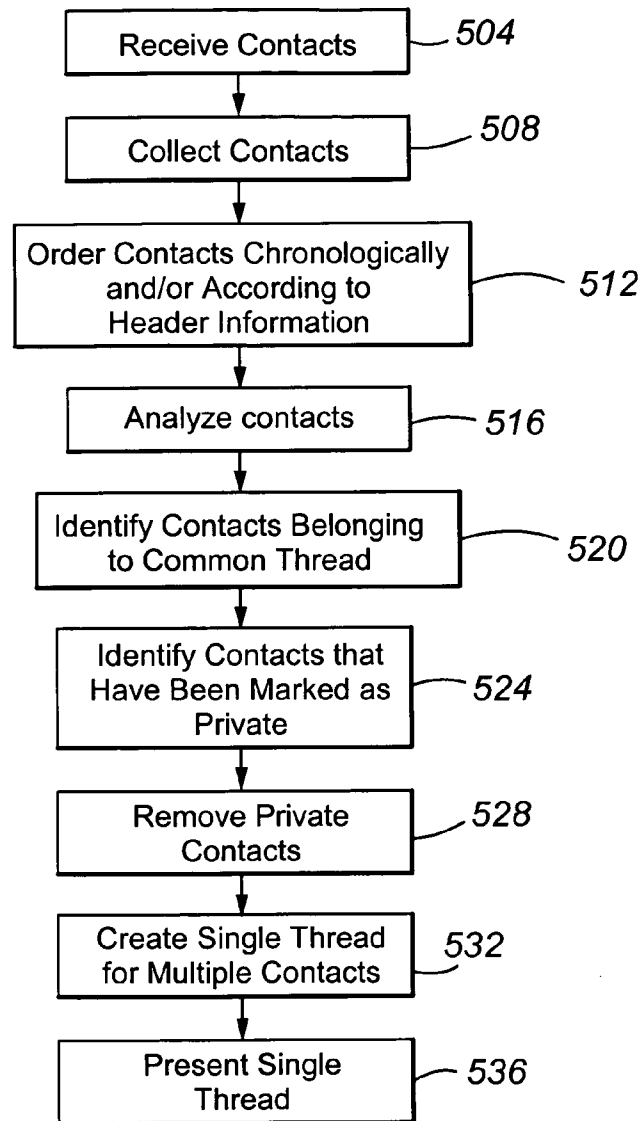 Receive Contacts
504
Collect Contacts
508
Order Contacts Chronologically
and/or According to
Header Information
512
Analyze contacts
516
Identify Contacts Belonging
to Common Thread
520
Identify Contacts that
Have Been Marked as
Private
524
Remove Private
Contacts
528
Create Single Thread
for Multiple Contacts
532
Present Single
Thread
536